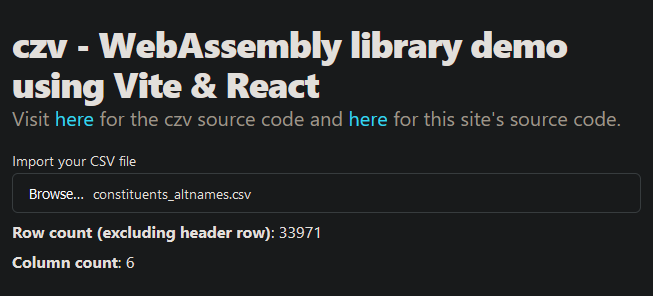 czv - WebAssembly library demo
using Vite & React
Visit here for the czv source code and here for this site's source code.
Import your CSV file
Browse... constituents_altnames.csv
Row count (excluding header row): 33971
Column count: 6